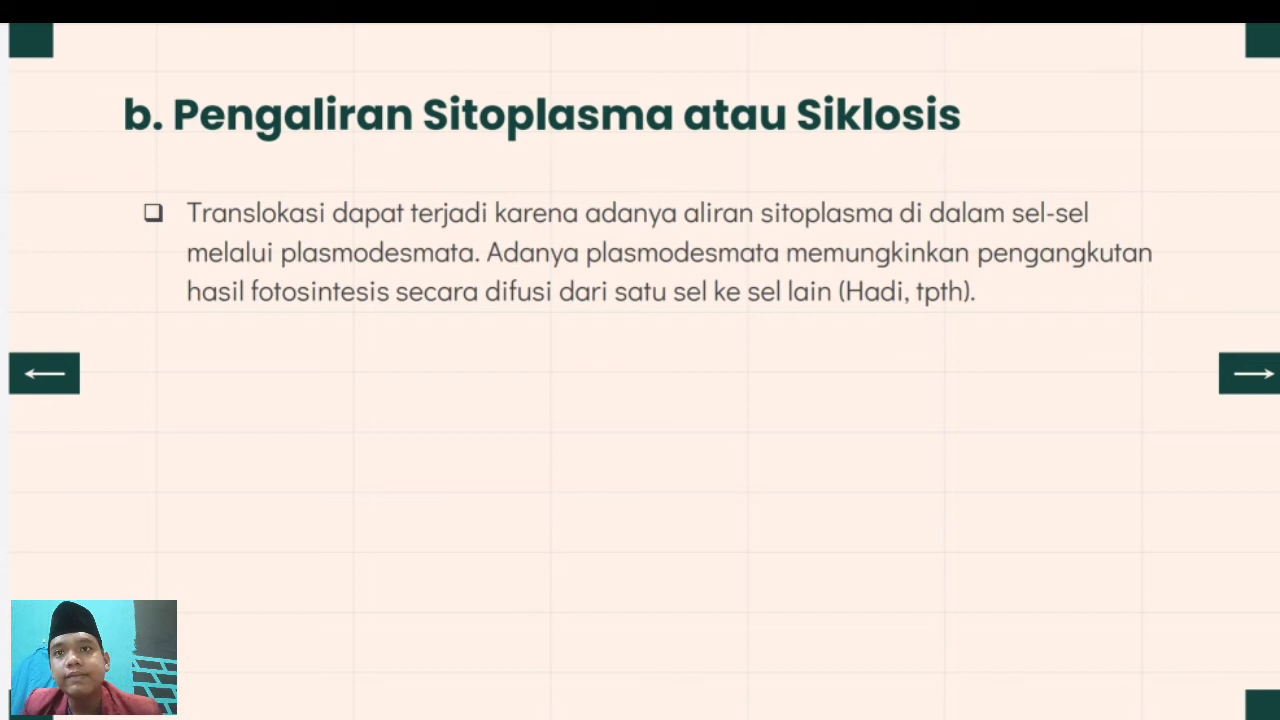 b. Pengaliran Sitoplasma atau Siklosis
Translokasi dapat terjadi karena adanya aliran sitoplasma di dalam sel-sel
melalui plasmodesmata. Adanya plasmodesmata memungkinkan pengangkutan
hasil fotosintesis secara difusi dari satu sel ke sel lain (Hadi, tpth).